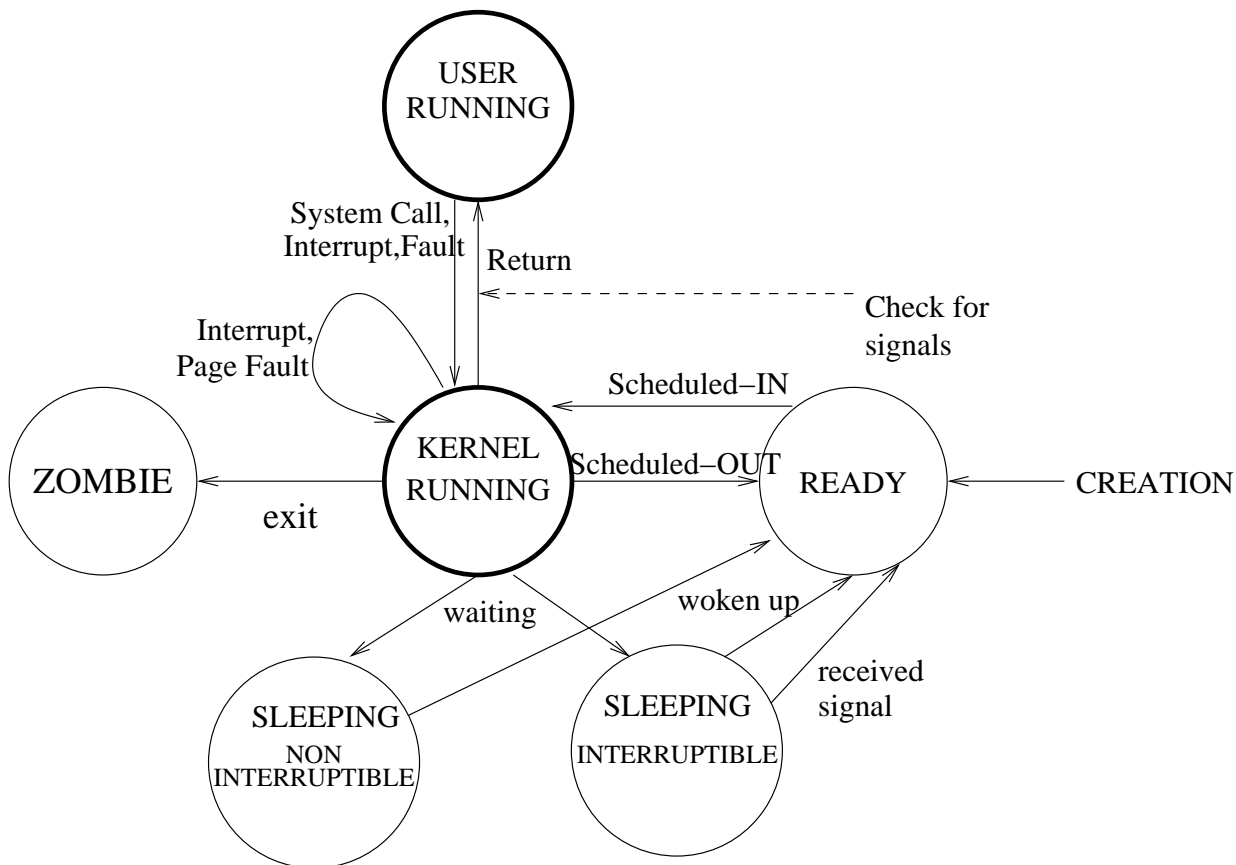 USER
RUNNING
System Call,
Interrupt,Fault
Return
Check for
signals
Interrupt,
Page Fault
Scheduled–IN
KERNEL
RUNNING
Scheduled–OUT
ZOMBIE
READY
CREATION
exit
waiting
woken up
received
signal
SLEEPING
NON
INTERRUPTIBLE
SLEEPING
INTERRUPTIBLE